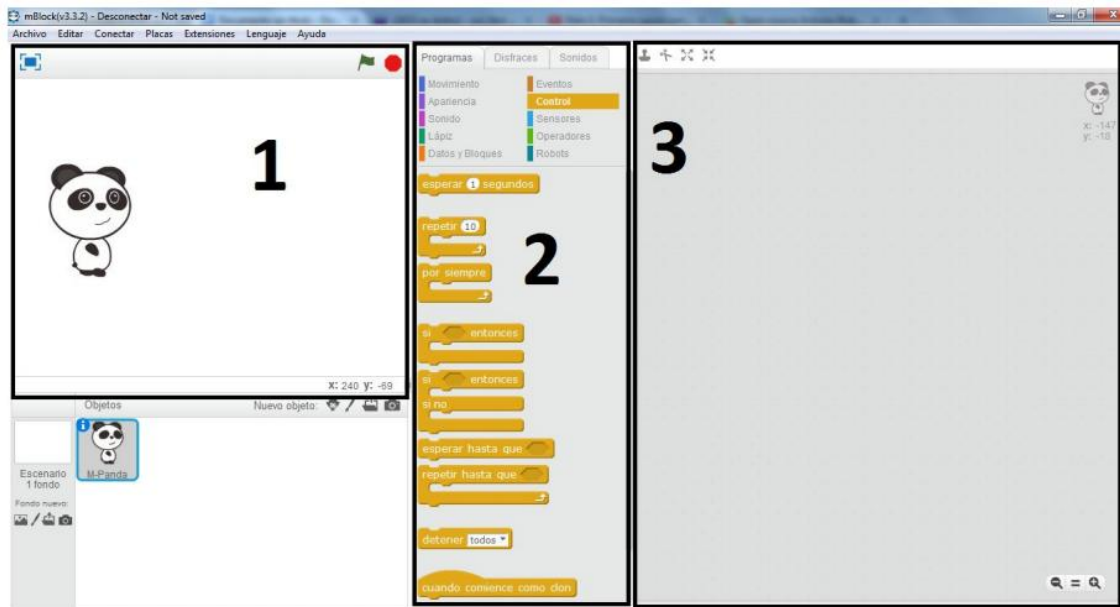 mBlock(v3.3.2) - Desconectar - Not saved
Archivo Editar Conectar Placas Extensiones Lenguaje Ayuda
1
x: 240 y: -69
Objetos Nuevo objeto:
M-Panda
Escenario
1 fondo
Fondo nuevo:
Programas Disfraces Sonidos
Movimiento Eventos
Apariencia Control
Sonido Sensores
Lápiz Operadores
Datos y Bloques Robots
esperar 1 segundos
repetir 10
2
por siempre
si entonces
si entonces
si no
esperar hasta que
repetir hasta que
detener todos
cuando comience como clon
3
x: -147
y: -18